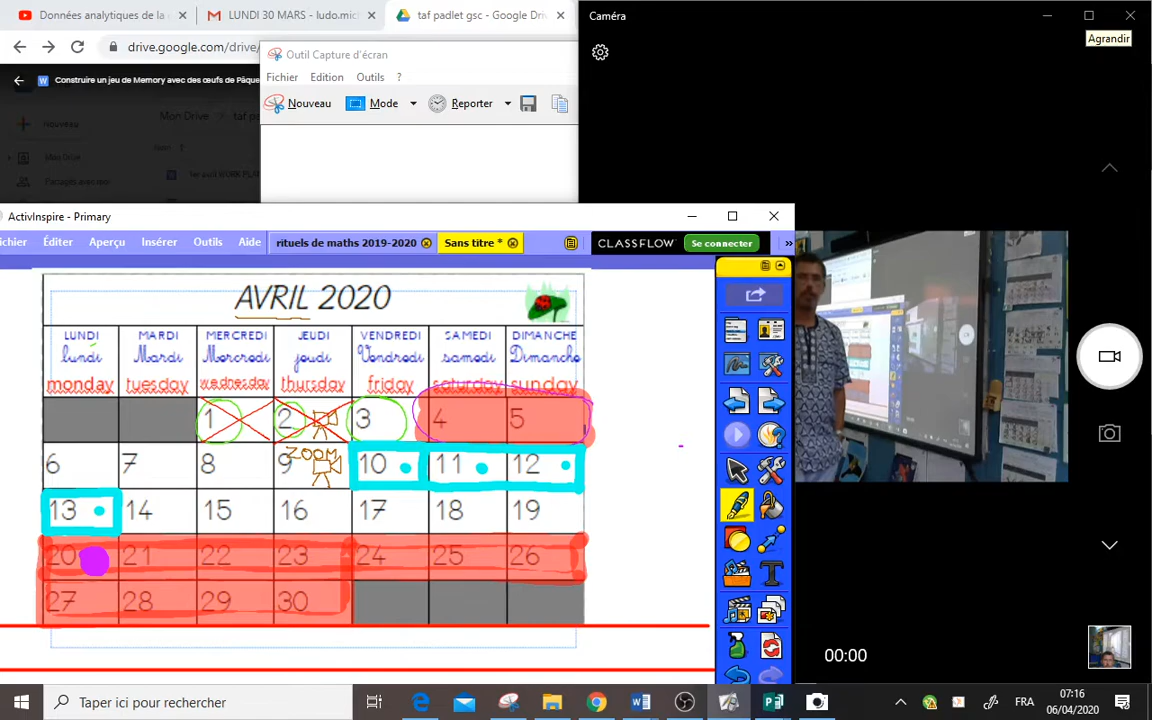 Données analytiques de la
LUNDI 30 MARS - ludo.mic
taf padlet gsc - Google Driv
Caméra
Agrandir
drive.google.com/drive/
Outil Capture d'écran
Construire un jeu de Memory avec des œufs de Pâque
Fichier Edition Outils ?
Nouveau Mode Reporter
Nouveau
Mon Drive
ActivInspire - Primary
ichier Éditer Aperçu Insérer Outils Aide
rituels de maths 2019-2020
Sans titre *
CLASSFLOW
Se connecter
»
AVRIL 2020
LUNDI MARDI MERCREDI JEUDI VENDREDI SAMEDI DIMANCHE
lundi Mardi Mercredi jeudi Vendredi samedi Dimanche
monday tuesday wednesday thursday friday saturday sunday
1 2 3 4 5
ZOOM
6 7 8 9 10 11 12
13 14 15 16 17 18 19
20 21 22 23 24 25 26
27 28 29 30
00:00
Taper ici pour rechercher
FRA
07:16
06/04/2020